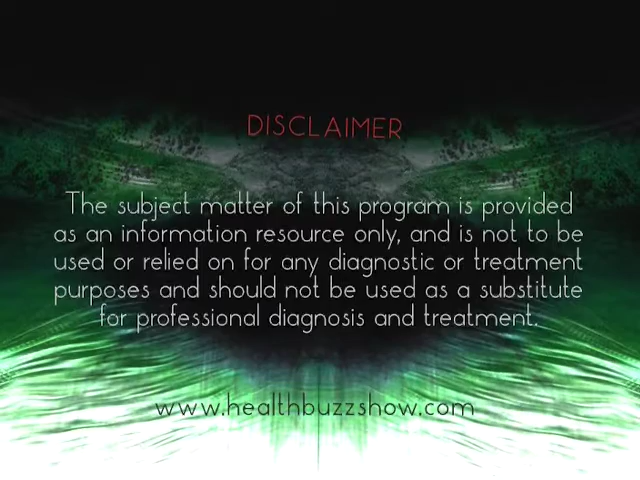 DISCLAIMER
The subject matter of this program is provided
as an information resource only, and is not to be
used or relied on for any diagnostic or treatment
purposes and should not be used as a substitute
for professional diagnosis and treatment.
www.healthbuzzshow.com